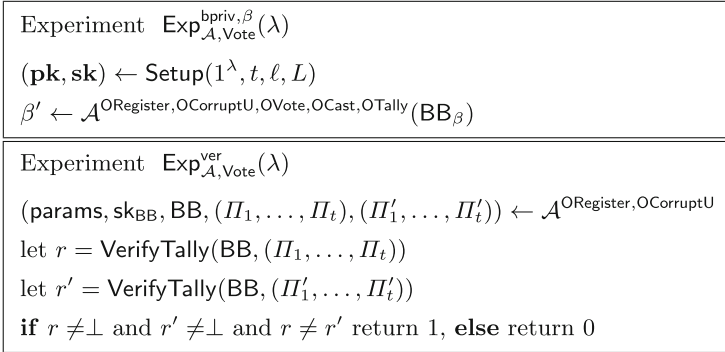 Experiment Exp^{bpriv,β}_{A,Vote}(λ)
(pk, sk) ← Setup(1^λ, t, ℓ, L)
β′ ← A^{ORegister,OCorruptU,OVote,OCast,OTally}(BB_β)
Experiment Exp^{ver}_{A,Vote}(λ)
(params, sk_{BB}, BB, (Π_1, …, Π_t), (Π′_1, …, Π′_t)) ← A^{ORegister,OCorruptU}
let r = VerifyTally(BB, (Π_1, …, Π_t))
let r′ = VerifyTally(BB, (Π′_1, …, Π′_t))
if r ≠⊥ and r′ ≠⊥ and r ≠ r′ return 1, else return 0